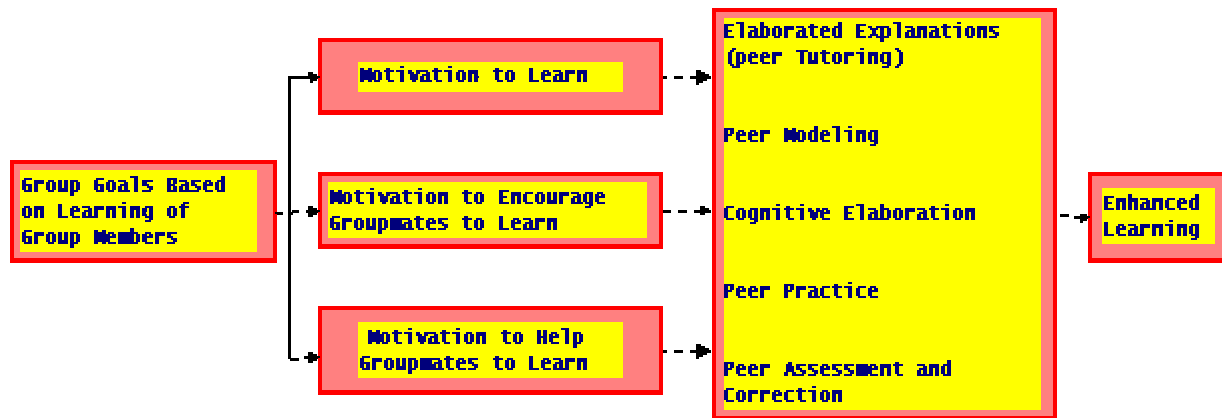 Group Goals Based
on Learning of
Group Members
Motivation to Learn
Motivation to Encourage
Groupmates to Learn
Motivation to Help
Groupmates to Learn
Elaborated Explanations
(peer Tutoring)
Peer Modeling
Cognitive Elaboration
Peer Practice
Peer Assessment and
Correction
Enhanced
Learning